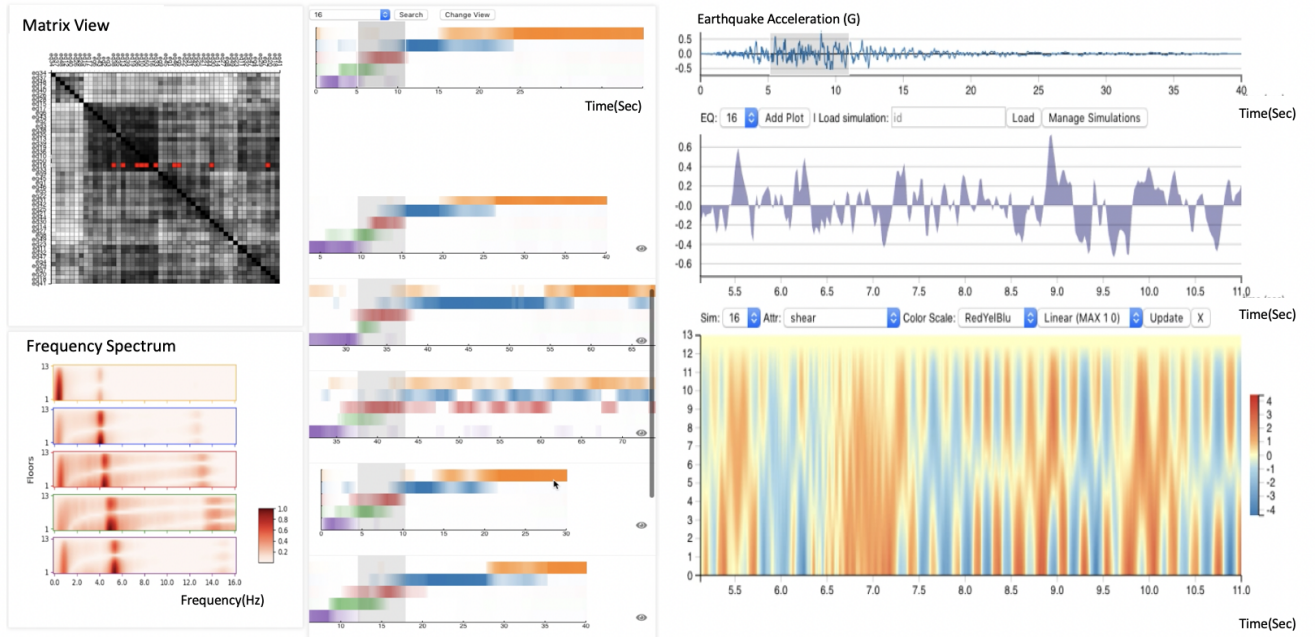 Matrix View
Frequency Spectrum
13
1
13
1
13
1
13
1
13
1
Floors
1.0
0.8
0.6
0.4
0.2
0.0 2.0 4.0 6.0 8.0 10.0 12.0 14.0 16.0
Frequency(Hz)
16 Search Change View
0 5 10 15 20 25
Time(Sec)
5 10 15 20 25 30 35 40
30 35 40 45 50 55 60 65
35 40 45 50 55 60 65 70
0 5 10 15 20 25 30
10 15 20 25 30 35 40
Earthquake Acceleration (G)
0.5
0.0
-0.5
0 5 10 15 20 25 30 35 40
Time(Sec)
EQ: 16 Add Plot I Load simulation: id Load Manage Simulations
0.6
0.4
0.2
-0.0
-0.2
-0.4
-0.6
5.5 6.0 6.5 7.0 7.5 8.0 8.5 9.0 9.5 10.0 10.5 11.0
Time(Sec)
Sim: 16 Attr: shear Color Scale: RedYelBlu Linear (MAX 1 0) Update X
13
12
11
10
9
8
7
6
5
4
3
2
1
0
5.5 6.0 6.5 7.0 7.5 8.0 8.5 9.0 9.5 10.0 10.5 11.0
4
3
2
1
-0
-1
-2
-3
-4
Time(Sec)